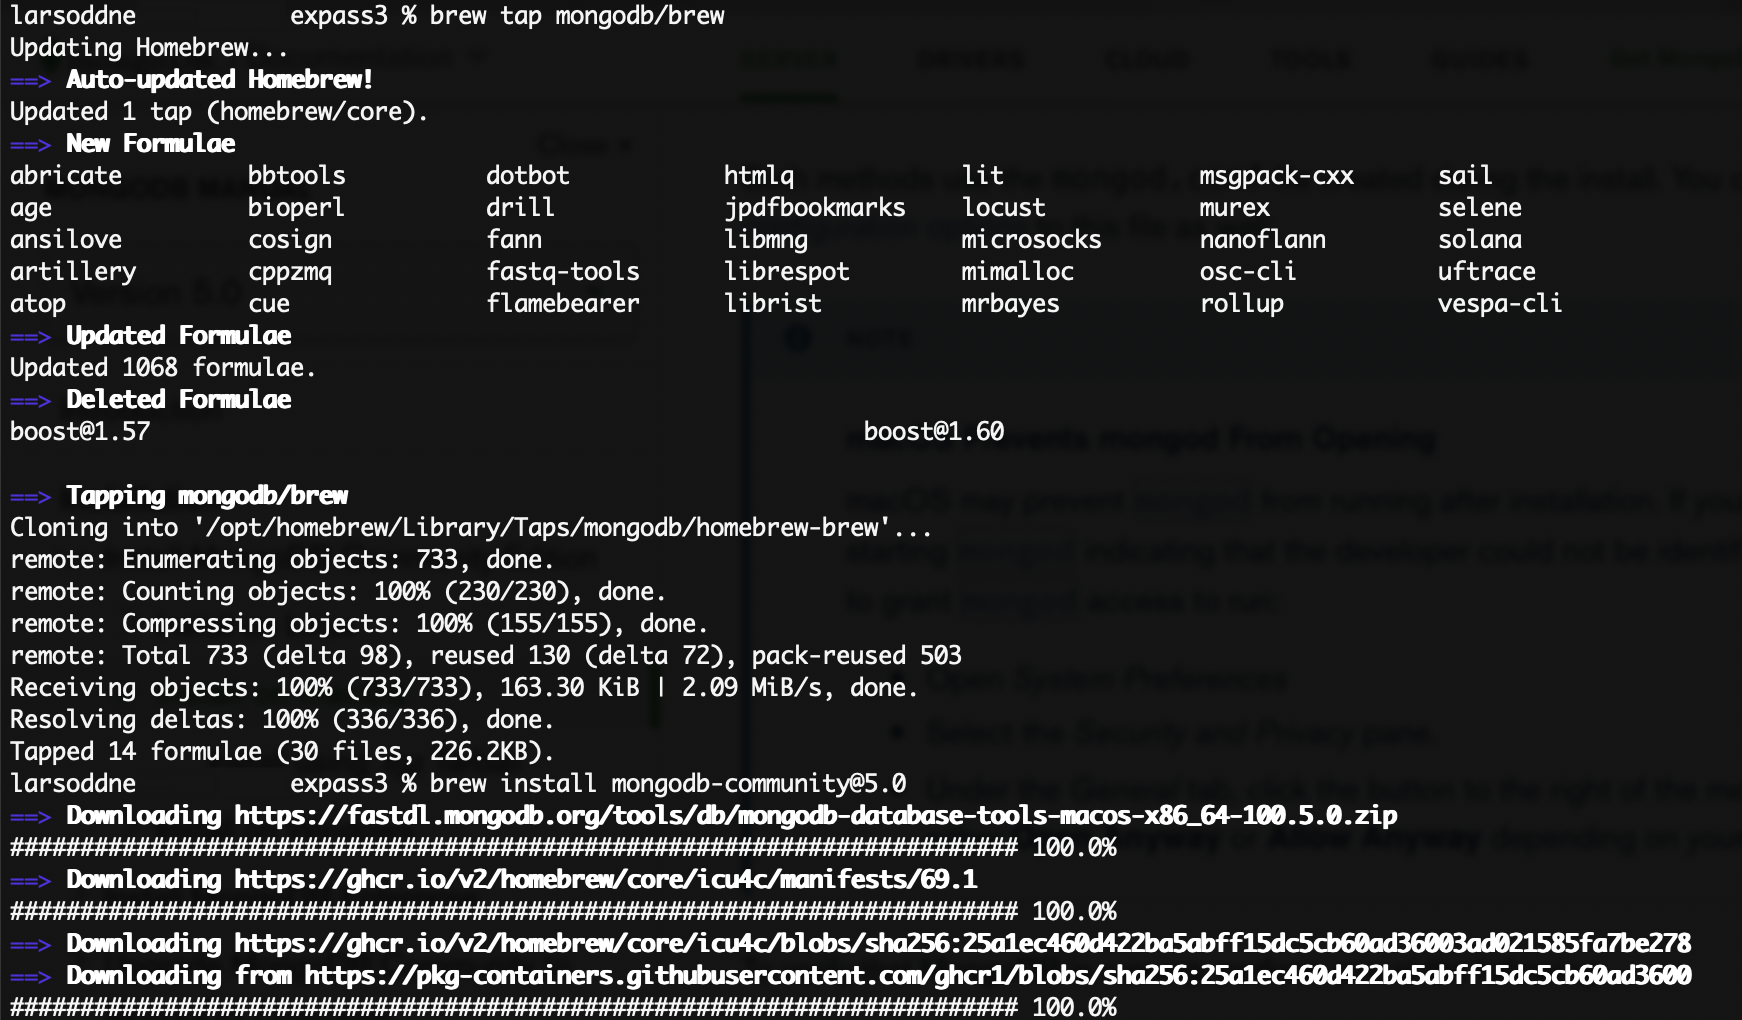 larsoddne expass3 % brew tap mongodb/brew
Updating Homebrew...
==> Auto-updated Homebrew!
Updated 1 tap (homebrew/core).
==> New Formulae
abricate bbtools dotbot htmlq lit msgpack-cxx sail
age bioperl drill jpdfbookmarks locust murex selene
ansilove cosign fann libmng microsocks nanoflann solana
artillery cppzmq fastq-tools librespot mimalloc osc-cli uftrace
atop cue flamebearer librist mrbayes rollup vespa-cli
==> Updated Formulae
Updated 1068 formulae.
==> Deleted Formulae
boost@1.57 boost@1.60
==> Tapping mongodb/brew
Cloning into '/opt/homebrew/Library/Taps/mongodb/homebrew-brew'...
remote: Enumerating objects: 733, done.
remote: Counting objects: 100% (230/230), done.
remote: Compressing objects: 100% (155/155), done.
remote: Total 733 (delta 98), reused 130 (delta 72), pack-reused 503
Receiving objects: 100% (733/733), 163.30 KiB | 2.09 MiB/s, done.
Resolving deltas: 100% (336/336), done.
Tapped 14 formulae (30 files, 226.2KB).
larsoddne expass3 % brew install mongodb-community@5.0
==> Downloading https://fastdl.mongodb.org/tools/db/mongodb-database-tools-macos-x86_64-100.5.0.zip
######################################################################## 100.0%
==> Downloading https://ghcr.io/v2/homebrew/core/icu4c/manifests/69.1
######################################################################## 100.0%
==> Downloading https://ghcr.io/v2/homebrew/core/icu4c/blobs/sha256:25a1ec460d422ba5abff15dc5cb60ad36003ad021585fa7be278
==> Downloading from https://pkg-containers.githubusercontent.com/ghcr1/blobs/sha256:25a1ec460d422ba5abff15dc5cb60ad3600
######################################################################## 100.0%